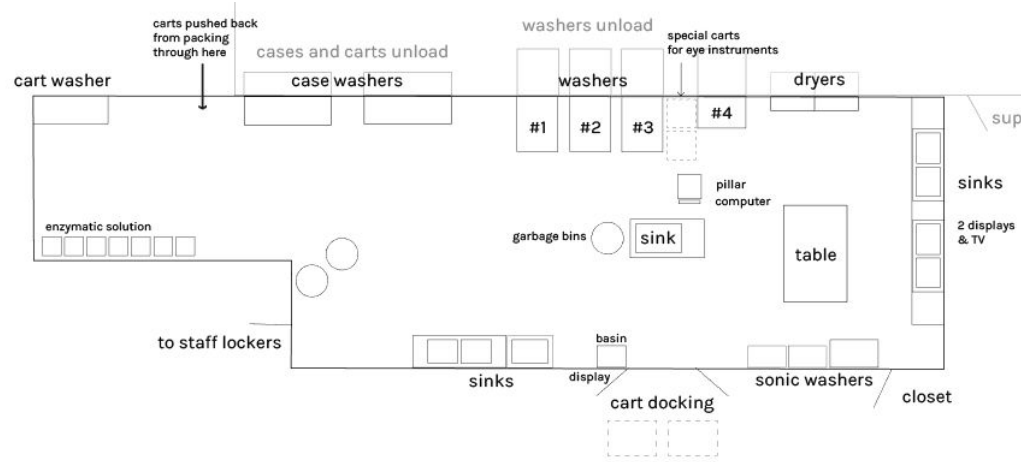 carts pushed back
from packing
through here
cases and carts unload
washers unload
special carts
for eye instruments
cart washer
case washers
washers
dryers
#1
#2
#3
#4
sup
pillar
computer
sinks
2 displays
& TV
enzymatic solution
garbage bins
sink
table
to staff lockers
basin
display
sinks
sonic washers
closet
cart docking